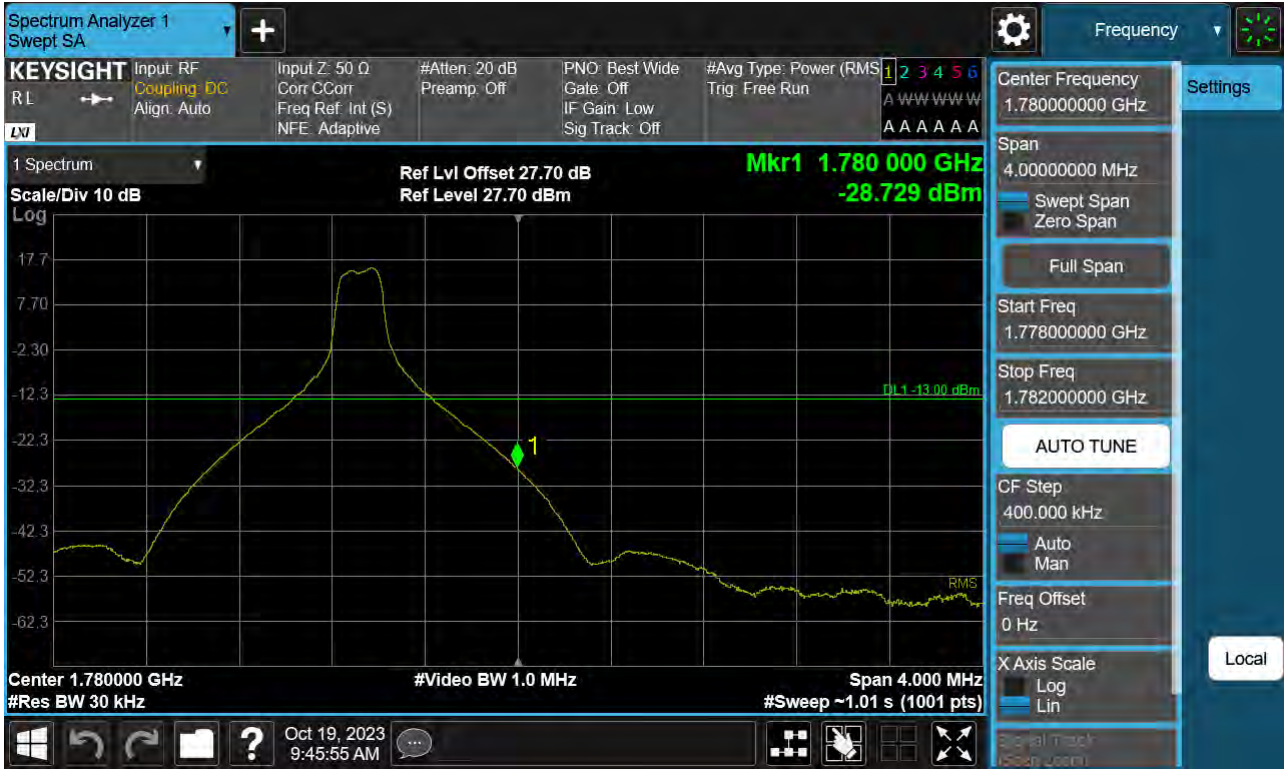 Spectrum Analyzer 1
Swept SA
+
Frequency
KEYSIGHT
R L
LXI
Input: RF
Coupling: DC
Align: Auto
Input Z: 50 Ω
Corr CCorr
Freq Ref: Int (S)
NFE: Adaptive
#Atten: 20 dB
Preamp: Off
PNO: Best Wide
Gate: Off
IF Gain: Low
Sig Track: Off
#Avg Type: Power (RMS
Trig: Free Run
1 2 3 4 5 6
A W W W W W
A A A A A A
1 Spectrum
Scale/Div 10 dB
Log
Ref Lvl Offset 27.70 dB
Ref Level 27.70 dBm
Mkr1 1.780 000 GHz
-28.729 dBm
17.7
7.70
-2.30
-12.3
-22.3
-32.3
-42.3
-52.3
-62.3
DL1 -13.00 dBm
1
RMS
Center 1.780000 GHz
#Res BW 30 kHz
#Video BW 1.0 MHz
Span 4.000 MHz
#Sweep ~1.01 s (1001 pts)
Center Frequency
1.780000000 GHz
Span
4.00000000 MHz
Swept Span
Zero Span
Full Span
Start Freq
1.778000000 GHz
Stop Freq
1.782000000 GHz
AUTO TUNE
CF Step
400.000 kHz
Auto
Man
Freq Offset
0 Hz
X Axis Scale
Log
Lin
Signal Track
(Span Zoom)
Settings
Local
?
Oct 19, 2023
9:45:55 AM